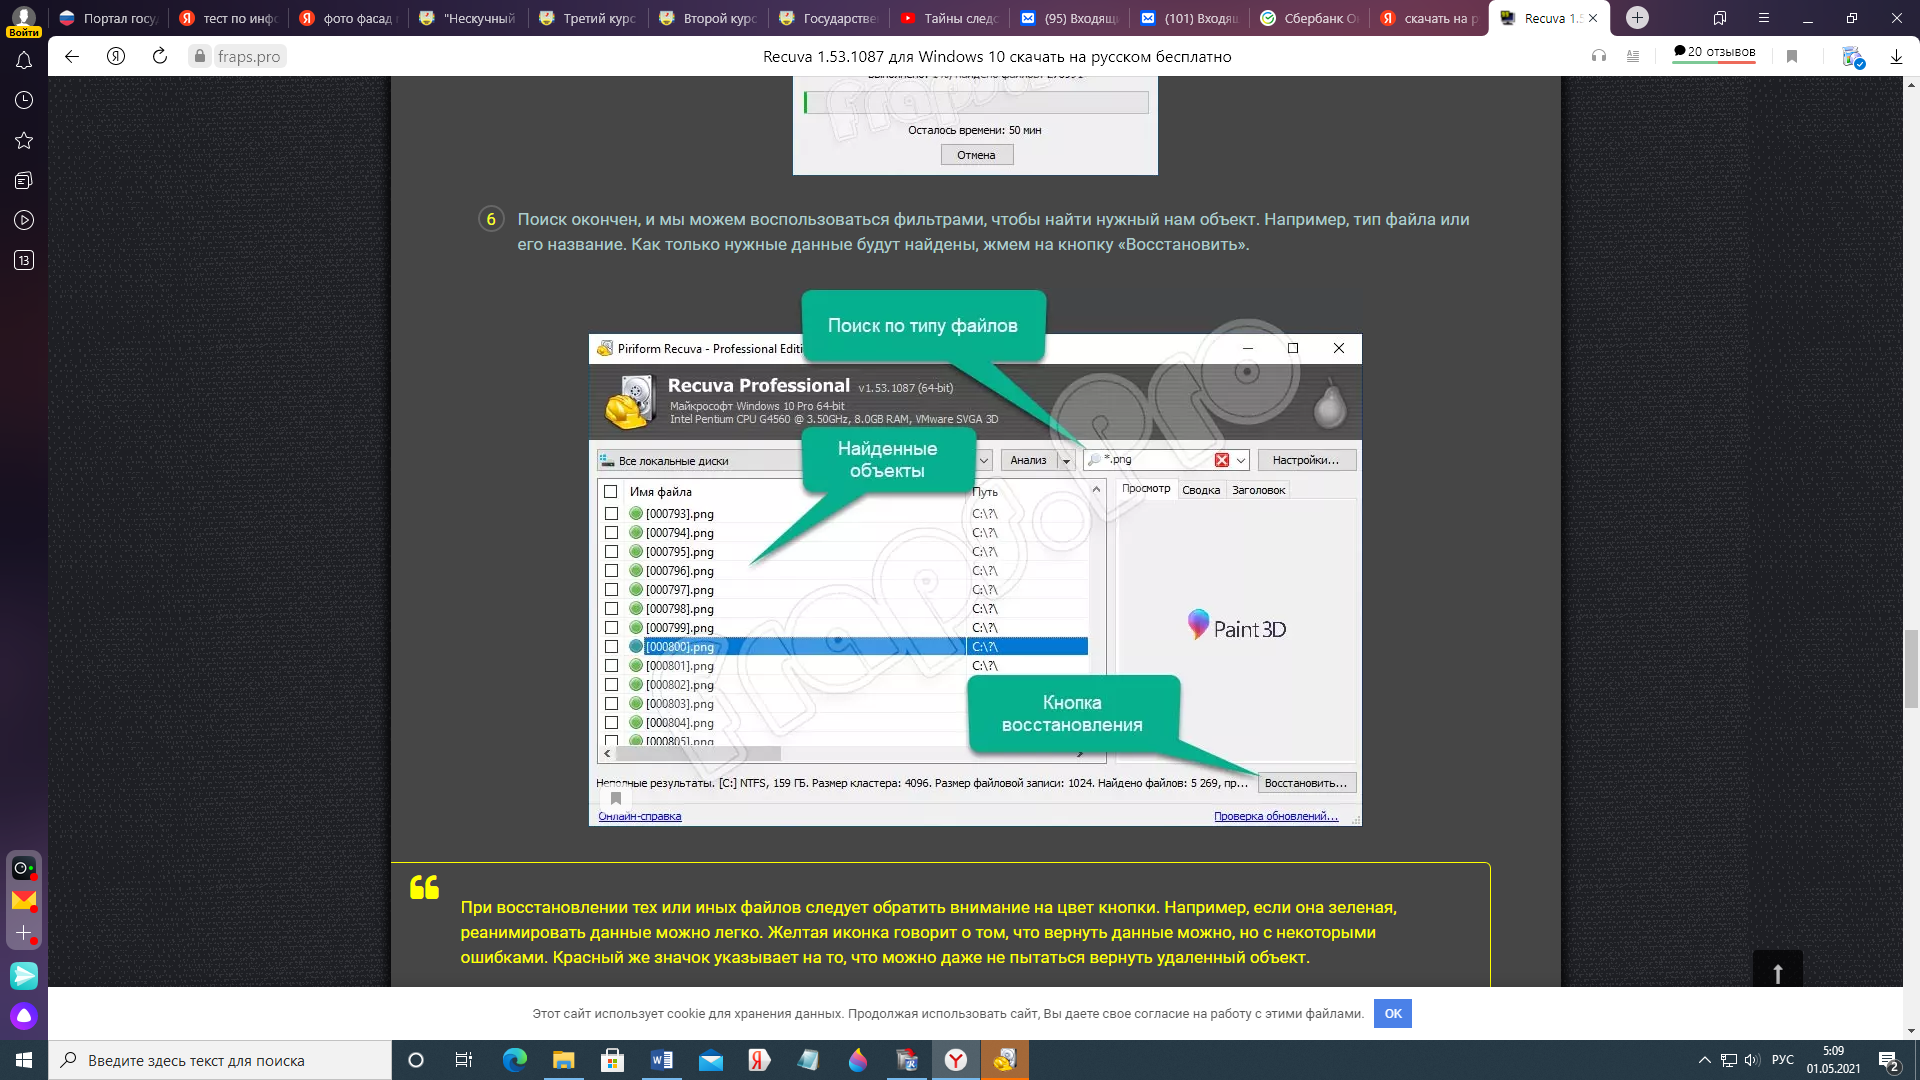 Войти
Портал госу
тест по инфо
фото фасад г
"Нескучный
Третий курс
Второй курс
Государстве
Тайны следс
(95) Входящи
(101) Входящ
Сбербанк Он
скачать на р
Recuva 1.5
fraps.pro
Recuva 1.53.1087 для Windows 10 скачать на русском бесплатно
20 отзывов
13
Осталось времени: 50 мин
Отмена
6 Поиск окончен, и мы можем воспользоваться фильтрами, чтобы найти нужный нам объект. Например, тип файла или
его название. Как только нужные данные будут найдены, жмем на кнопку «Восстановить».
Поиск по типу файлов
Piriform Recuva - Professional Editi
Recuva Professional v1.53.1087 (64-bit)
Майкрософт Windows 10 Pro 64-bit
Intel Pentium CPU G4560 @ 3.50GHz, 8.0GB RAM, VMware SVGA 3D
Найденные
объекты
Все локальные диски
Анализ
*.png
Настройки...
Имя файла
Путь
Просмотр
Сводка
Заголовок
[000793].png C:\?\
[000794].png C:\?\
[000795].png C:\?\
[000796].png C:\?\
[000797].png C:\?\
[000798].png C:\?\
[000799].png C:\?\
[000800].png C:\?\
[000801].png C:\?\
[000802].png
[000803].png
[000804].png
[000805].png
Paint 3D
Кнопка
восстановления
Неполные результаты. [C:] NTFS, 159 ГБ. Размер кластера: 4096. Размер файловой записи: 1024. Найдено файлов: 5 269, пр...
Восстановить...
Онлайн-справка
Проверка обновлений...
При восстановлении тех или иных файлов следует обратить внимание на цвет кнопки. Например, если она зеленая,
реанимировать данные можно легко. Желтая иконка говорит о том, что вернуть данные можно, но с некоторыми
ошибками. Красный же значок указывает на то, что можно даже не пытаться вернуть удаленный объект.
Этот сайт использует cookie для хранения данных. Продолжая использовать сайт, Вы даете свое согласие на работу с этими файлами.
OK
Введите здесь текст для поиска
РУС
5:09
01.05.2021
2